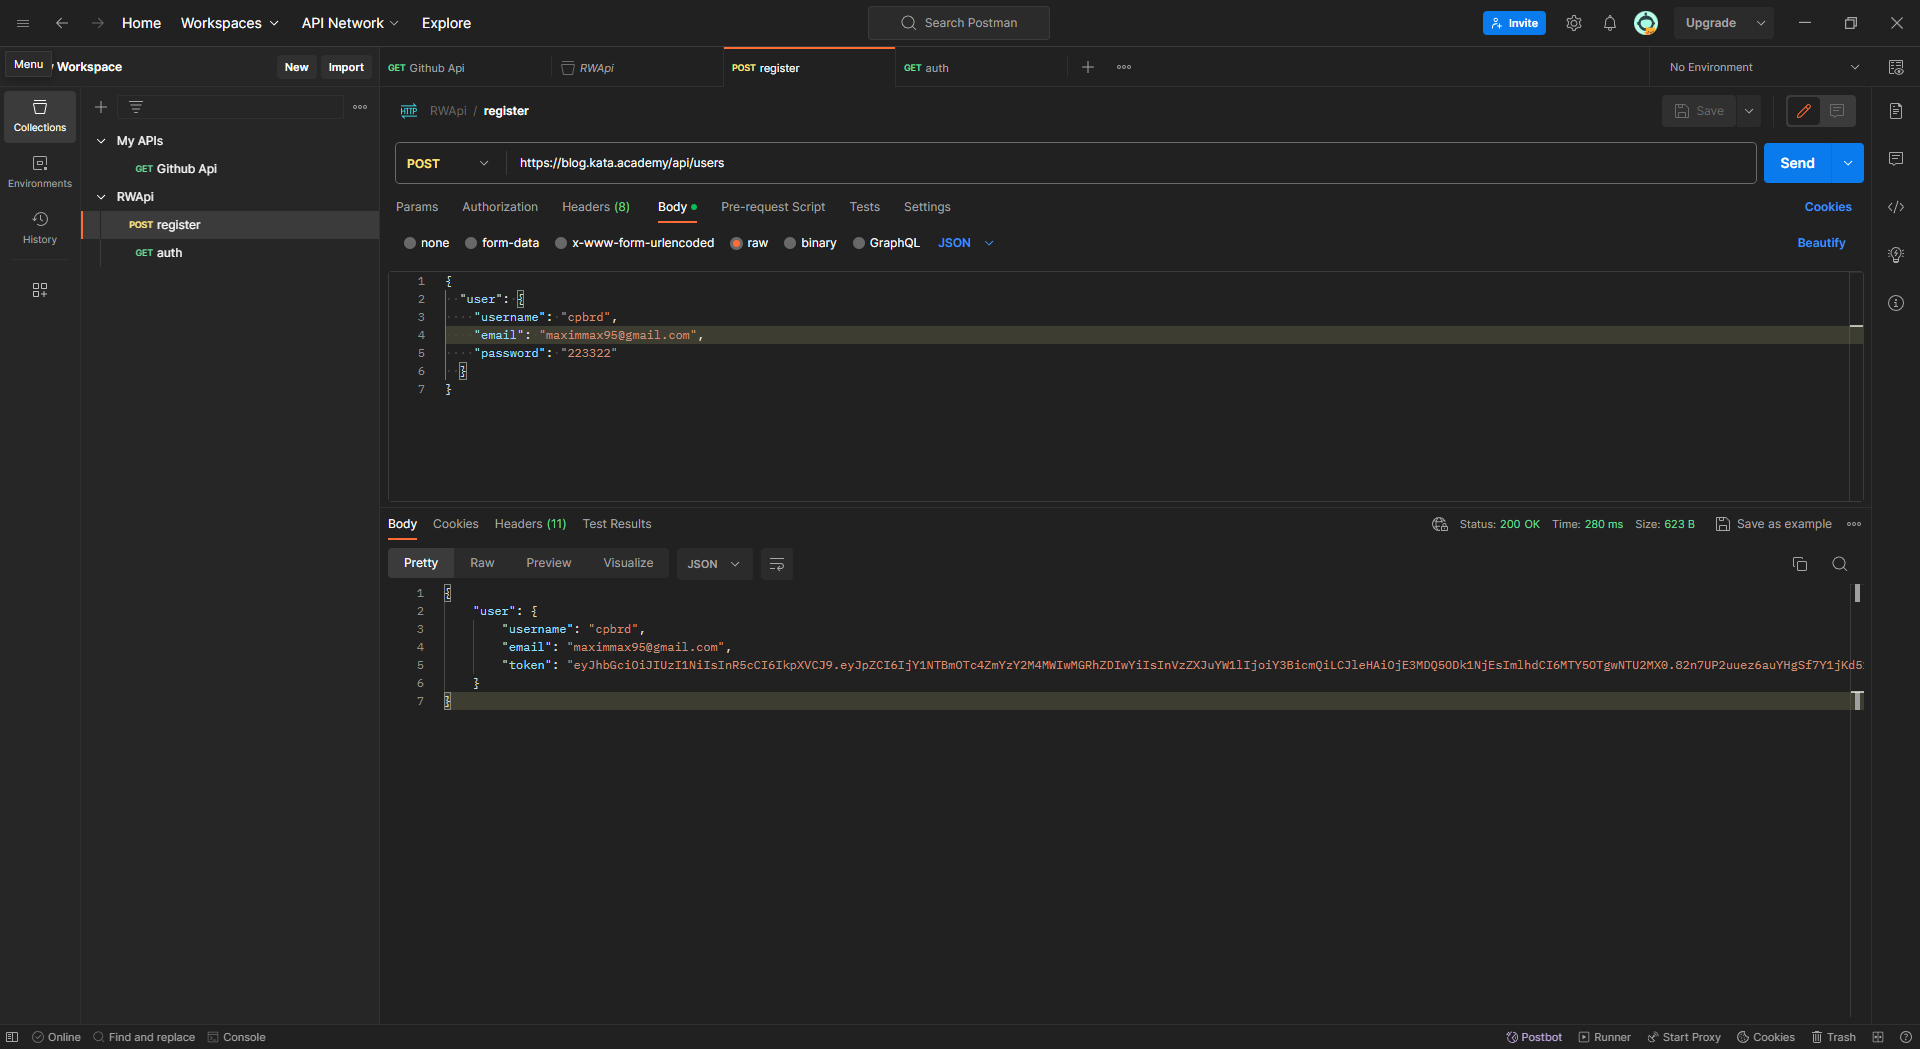 Home
Workspaces
API Network
Explore
Search Postman
Invite
Upgrade
Menu
Workspace
New
Import
GET Github Api
RWApi
POST register
GET auth
No Environment
Collections
Environments
History
My APIs
GET Github Api
RWApi
POST register
GET auth
HTTP
RWApi / register
Save
POST
https://blog.kata.academy/api/users
Send
Params
Authorization
Headers (8)
Body
Pre-request Script
Tests
Settings
Cookies
none
form-data
x-www-form-urlencoded
raw
binary
GraphQL
JSON
Beautify
1 {
2 "user": {
3 "username": "cpbrd",
4 "email": "maximmax95@gmail.com",
5 "password": "223322"
6 }
7 }
Body
Cookies
Headers (11)
Test Results
Status: 200 OK
Time: 280 ms
Size: 623 B
Save as example
Pretty
Raw
Preview
Visualize
JSON
1 {
2 "user": {
3 "username": "cpbrd",
4 "email": "maximmax95@gmail.com",
5 "token":
6 }
7 }
Online
Find and replace
Console
Postbot
Runner
Start Proxy
Cookies
Trash